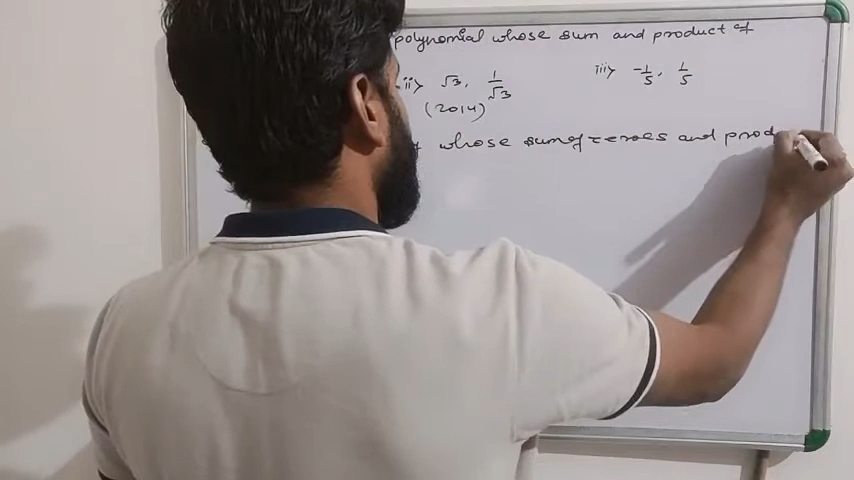 polynomial whose sum and product of
ii> √3, 1/√3 iii> -1/5, 1/5
(2014)
whose sum of zeroes and prod